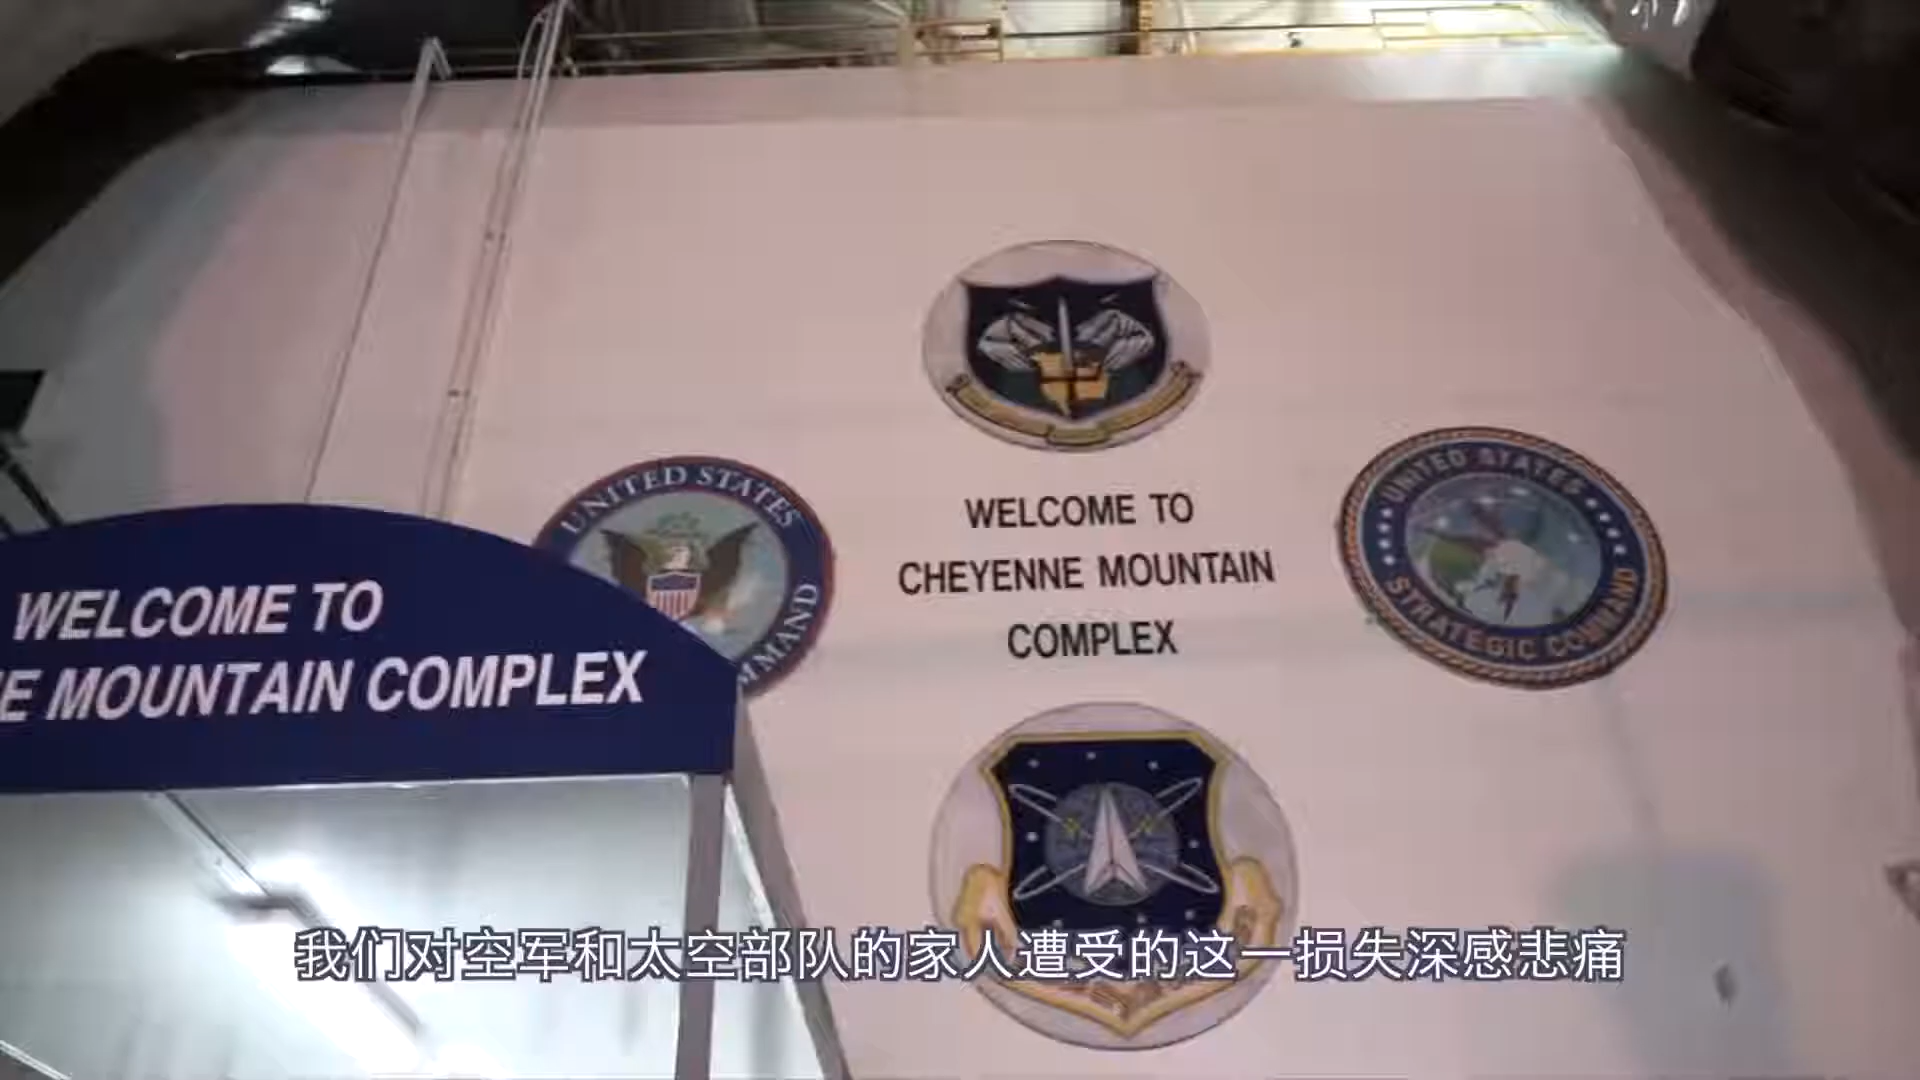 UNITED STATES
MMAND
WELCOME TO
CHEYENNE MOUNTAIN
COMPLEX
UNITED STATES
STRATEGIC COMMAND
WELCOME TO
E MOUNTAIN COMPLEX
我们对空军和太空部队的家人遭受的这一损失深感悲痛